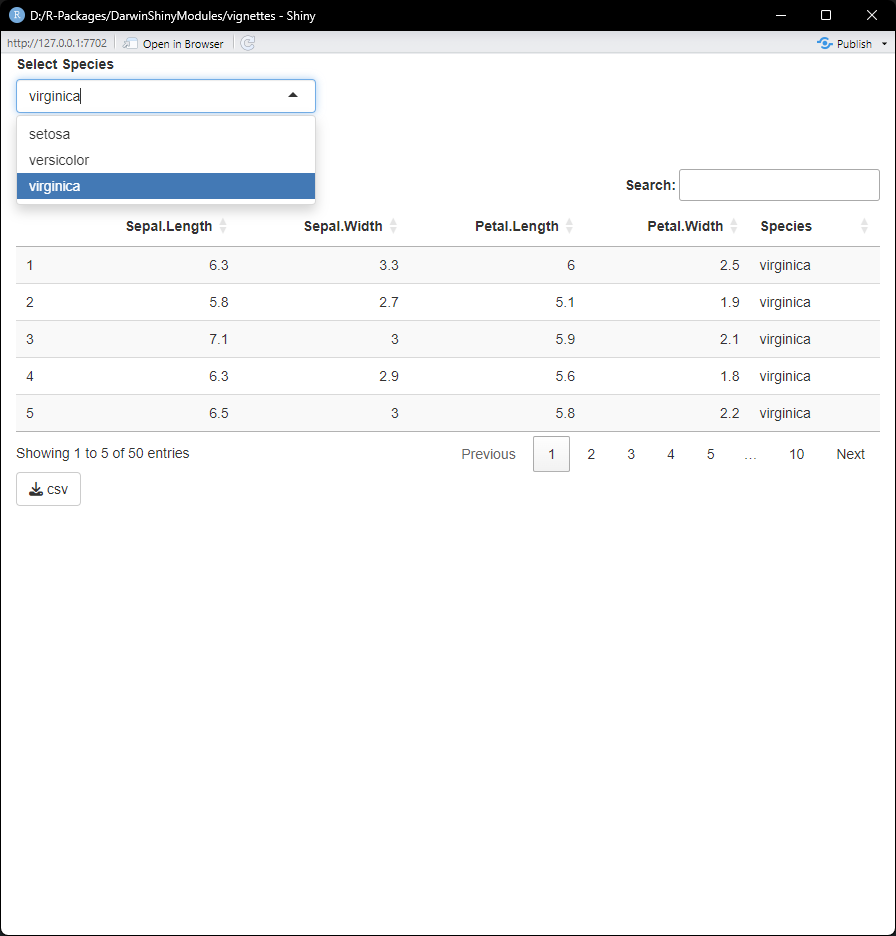 D:/R-Packages/DarwinShinyModules/vignettes - Shiny
http://127.0.0.1:7702 Open in Browser Publish
Select Species
virginica
setosa
versicolor
virginica
Search:
Sepal.Length Sepal.Width Petal.Length Petal.Width Species
1 6.3 3.3 6 2.5 virginica
2 5.8 2.7 5.1 1.9 virginica
3 7.1 3 5.9 2.1 virginica
4 6.3 2.9 5.6 1.8 virginica
5 6.5 3 5.8 2.2 virginica
Showing 1 to 5 of 50 entries Previous 1 2 3 4 5 … 10 Next
csv